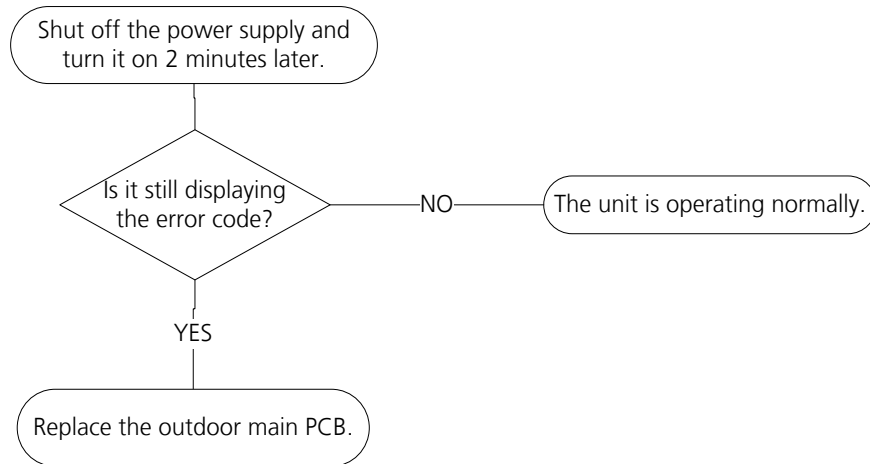 Shut off the power supply and
turn it on 2 minutes later.
Is it still displaying
the error code?
NO
The unit is operating normally.
YES
Replace the outdoor main PCB.